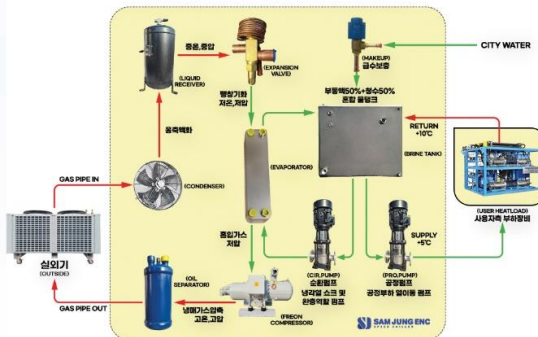 중온,중압
(LIQUID
RECEIVER)
(EXPANSION
VALVE)
팽창기화
저온,저압
(MAKEUP)
급수보충
CITY WATER
부동액50%+청수50%
혼합 물탱크
RETURN
+10℃
응축액화
(EVAPORATOR)
(BRINE TANK)
GAS PIPE IN
(CONDENSER)
(USER HEATLOAD)
사용자측 부하장비
흡입가스
저압
SUPPLY
+5℃
실외기
(OUTSIDE)
(OIL
SEPARATOR)
(CIR.PUMP)
순환펌프
냉각열 쇼크 및
완충역할 펌프
(PRO.PUMP)
공정펌프
공정부하 열이동 펌프
GAS PIPE OUT
냉매가스압축
고온,고압
(FREON
COMPRESSOR)
SAM JUNG ENC
SPEED CHILLER